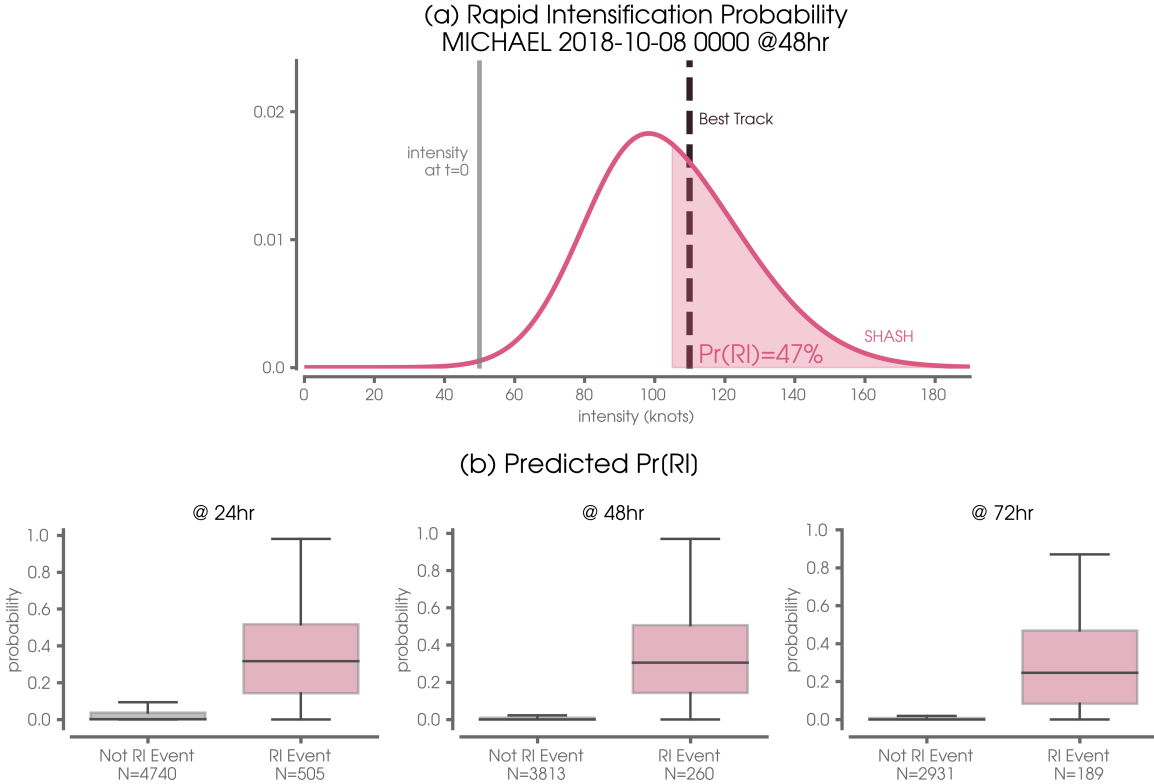 (a) Rapid Intensification Probability
MICHAEL 2018-10-08 0000 @48hr
0.02
0.01
0.0
intensity
at t=0
Best Track
SHASH
Pr(RI)=47%
0 20 40 60 80 100 120 140 160 180
intensity (knots)
(b) Predicted Pr(RI)
@ 24hr
probability
1.0
0.8
0.6
0.4
0.2
0.0
Not RI Event
N=4740
RI Event
N=505
@ 48hr
probability
1.0
0.8
0.6
0.4
0.2
0.0
Not RI Event
N=3813
RI Event
N=260
@ 72hr
probability
1.0
0.8
0.6
0.4
0.2
0.0
Not RI Event
N=2931
RI Event
N=189